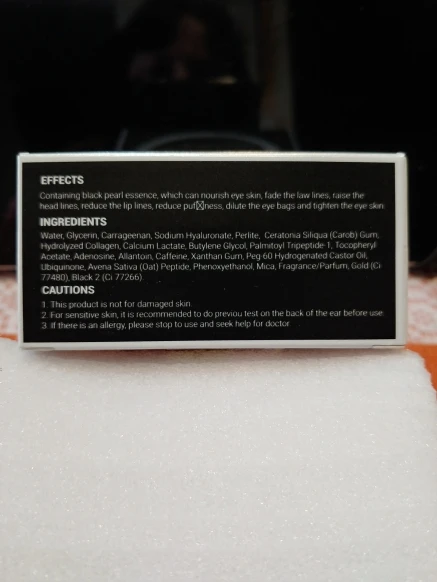 EFFECTS
Containing black pearl essence, which can nourish eye skin, fade the law lines, raise the
head lines, reduce the lip lines, reduce puf☒ness, dilute the eye bags and tighten the eye skin.
INGREDIENTS
Water, Glycerin, Carrageenan, Sodium Hyaluronate, Perlite, Ceratonia Siliqua (Carob) Gum,
Hydrolyzed Collagen, Calcium Lactate, Butylene Glycol, Palmitoyl Tripeptide-1, Tocopheryl
Acetate, Adenosine, Allantoin, Caffeine, Xanthan Gum, Peg-60 Hydrogenated Castor Oil,
Ubiquinone, Avena Sativa (Oat) Peptide, Phenoxyethanol, Mica, Fragrance/Parfum, Gold (Ci
77480), Black 2 (Ci 77266).
CAUTIONS
1. This product is not for damaged skin.
2. For sensitive skin, it is recommended to do previou test on the back of the ear before use.
3. If there is an allergy, please stop to use and seek help for doctor.